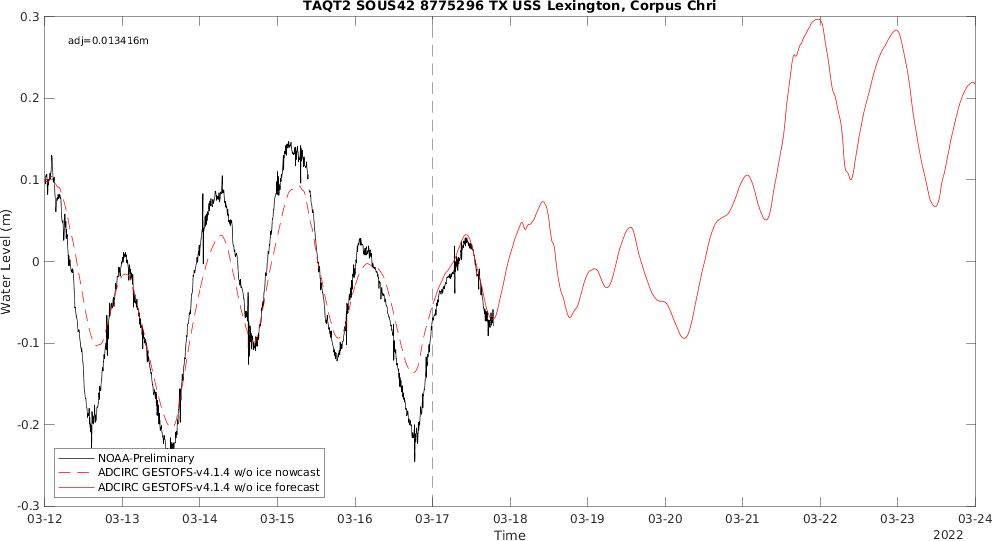 TAQT2 SOUS42 8775296 TX USS Lexington, Corpus Chri
adj=0.013416m
0.3
0.2
0.1
0
-0.1
-0.2
-0.3
Water Level (m)
NOAA-Preliminary
ADCIRC GESTOFS-v4.1.4 w/o ice nowcast
ADCIRC GESTOFS-v4.1.4 w/o ice forecast
03-12 03-13 03-14 03-15 03-16 03-17 03-18 03-19 03-20 03-21 03-22 03-23 03-24
Time
2022